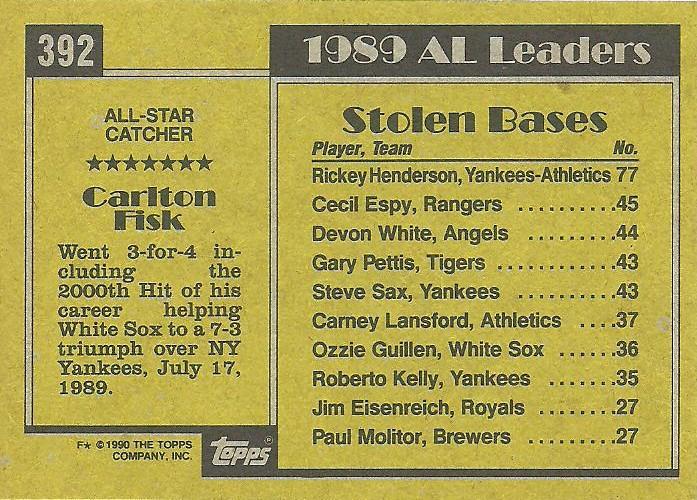 392
ALL-STAR
CATCHER
★★★★★★★
Carlton
Fisk
Went 3-for-4 in-
cluding the
2000th Hit of his
career helping
White Sox to a 7-3
triumph over NY
Yankees, July 17,
1989.
F★ ©1990 THE TOPPS
COMPANY, INC.
topps®
1989 AL Leaders
Stolen Bases
Player, Team No.
Rickey Henderson, Yankees-Athletics 77
Cecil Espy, Rangers ..........45
Devon White, Angels .........44
Gary Pettis, Tigers ............43
Steve Sax, Yankees ...........43
Carney Lansford, Athletics ....37
Ozzie Guillen, White Sox ......36
Roberto Kelly, Yankees .......35
Jim Eisenreich, Royals ........27
Paul Molitor, Brewers .........27